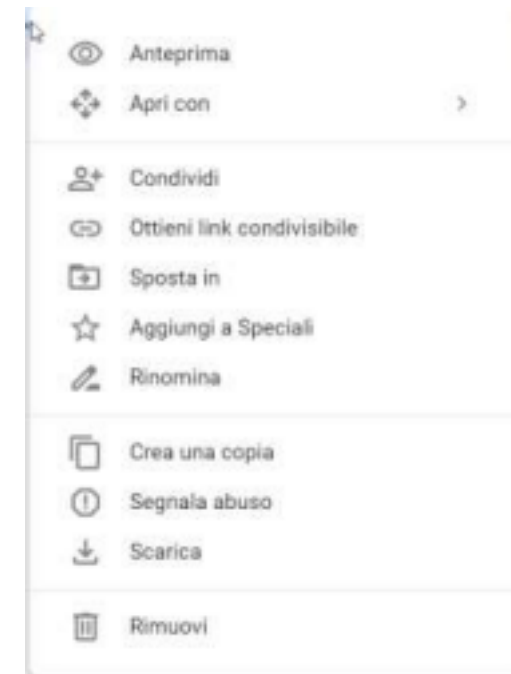 Anteprima
Apri con
Condividi
Ottieni link condivisibile
Sposta in
Aggiungi a Speciali
Rinomina
Crea una copia
Segnala abuso
Scarica
Rimuovi